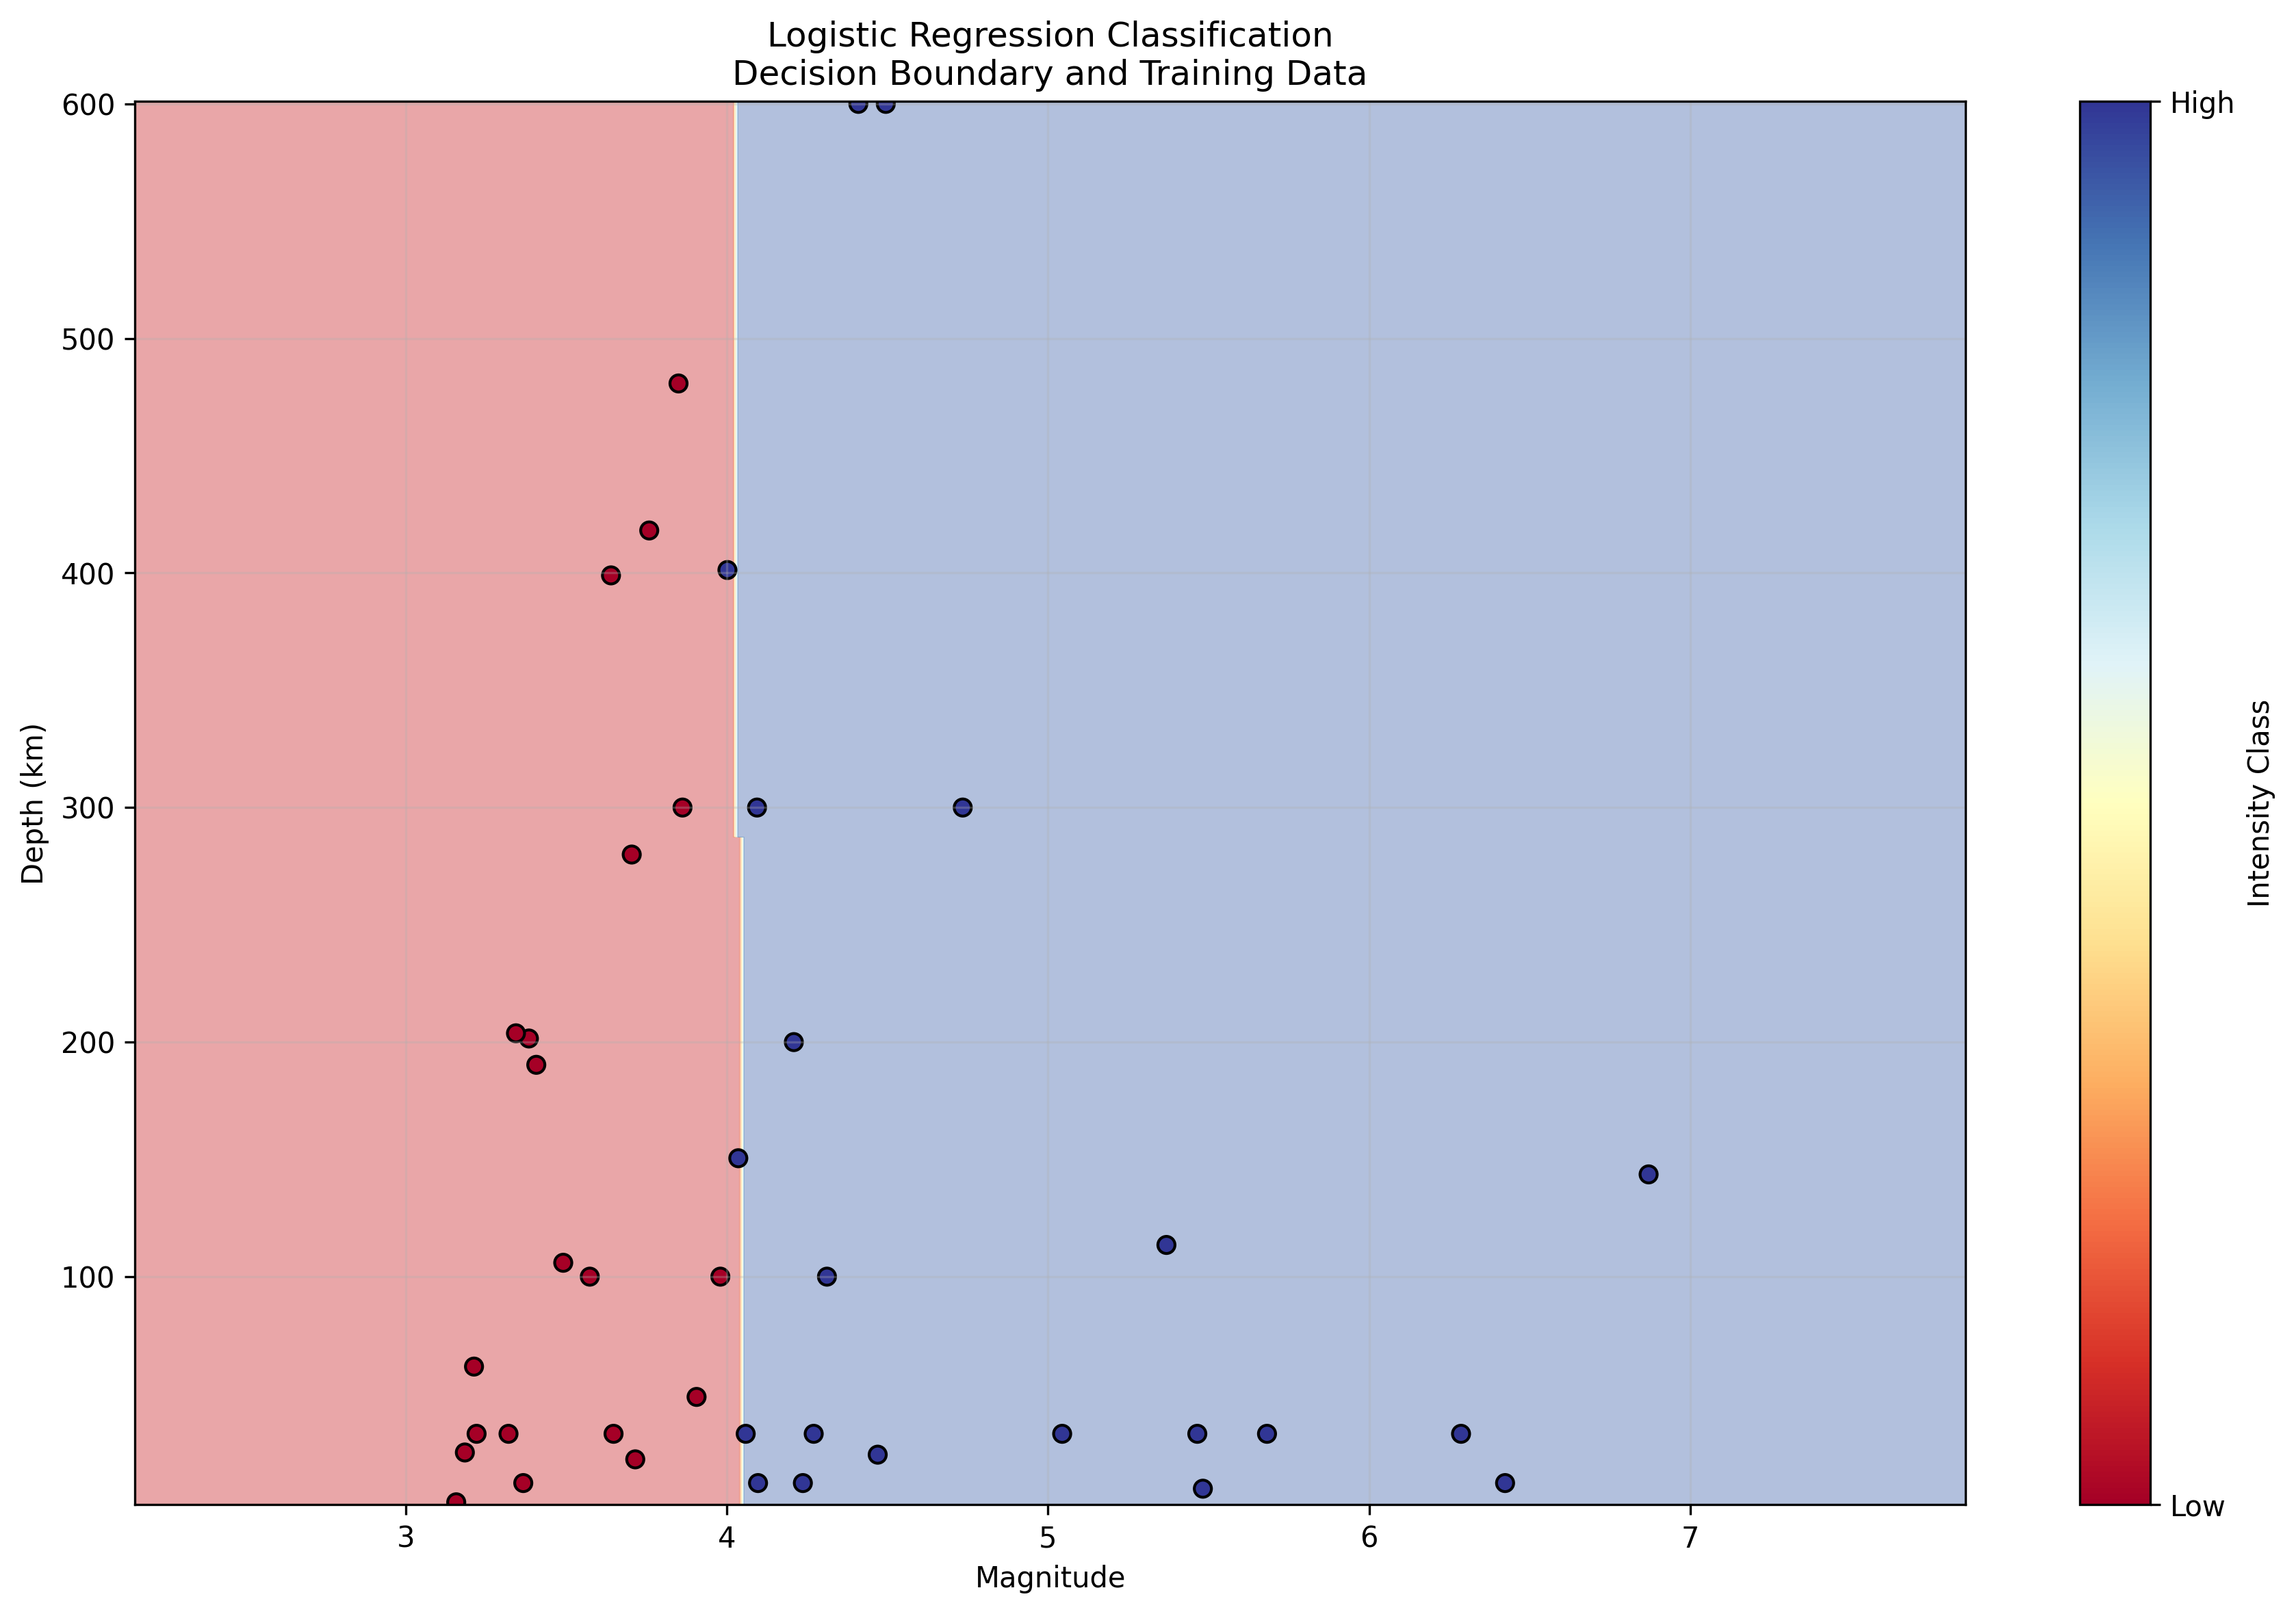 Logistic Regression Classification
Decision Boundary and Training Data
600
500
400
300
200
100
Depth (km)
3
4
5
6
7
Magnitude
High
Low
Intensity Class